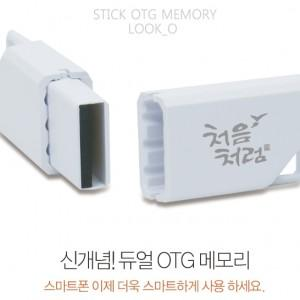 STICK OTG MEMORY
LOOK_O
처음
처럼
신개념! 듀얼 OTG 메모리
스마트폰 이제 더욱 스마트하게 사용 하세요.